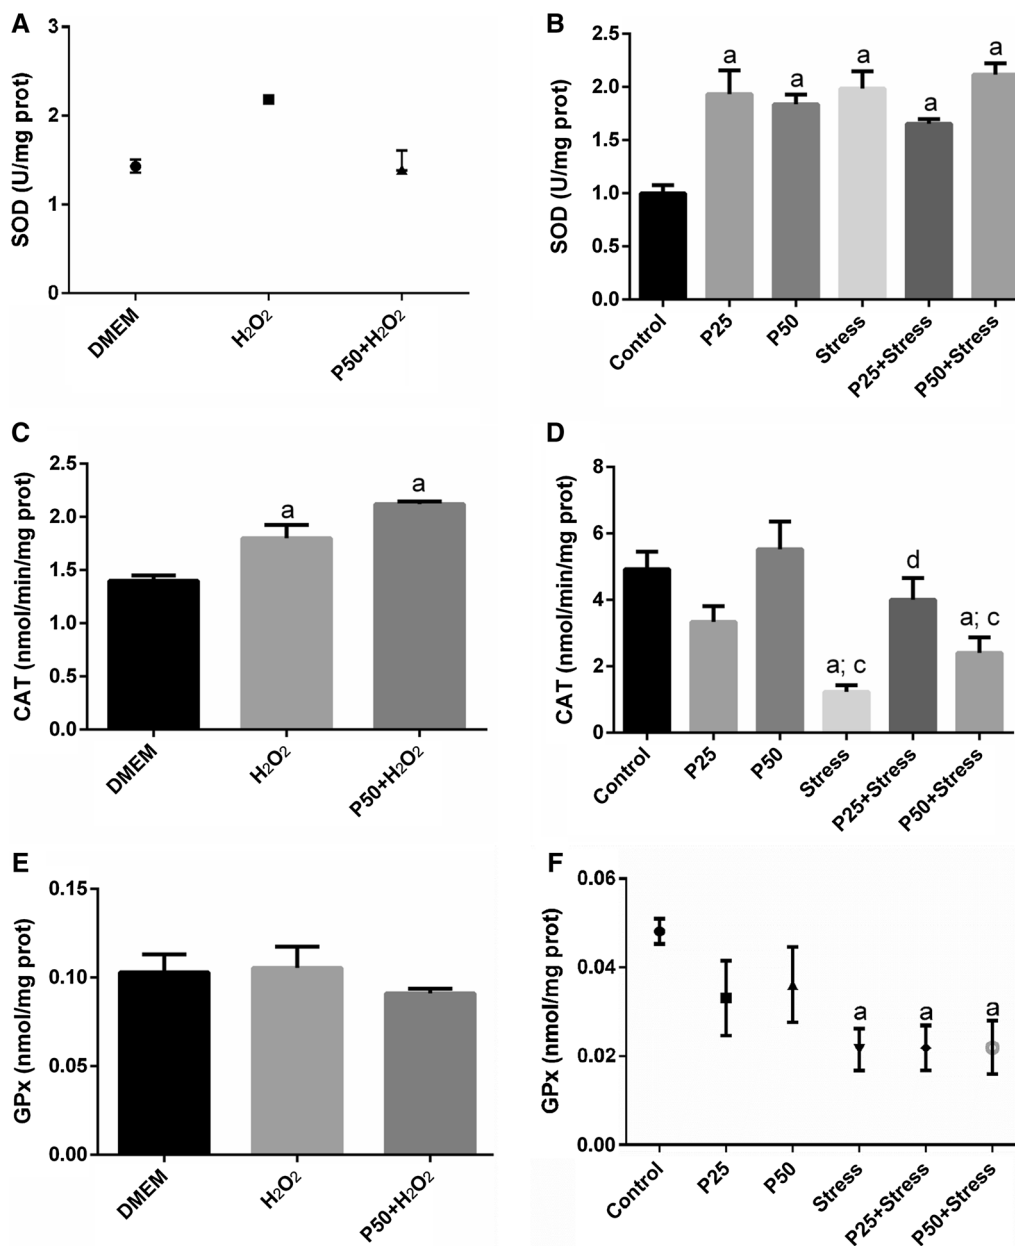 A
SOD (U/mg prot)
3
2
1
0
DMEM
H2O2
P50+H2O2
B
SOD (U/mg prot)
2.5
2.0
1.5
1.0
0.5
0.0
a
a
a
a
a
Control
P25
P50
Stress
P25+Stress
P50+Stress
C
CAT (nmol/min/mg prot)
2.5
2.0
1.5
1.0
0.5
0.0
a
a
DMEM
H2O2
P50+H2O2
D
CAT (nmol/min/mg prot)
8
6
4
2
0
a; c
d
a; c
Control
P25
P50
Stress
P25+Stress
P50+Stress
E
GPx (nmol/mg prot)
0.15
0.10
0.05
0.00
DMEM
H2O2
P50+H2O2
F
GPx (nmol/mg prot)
0.06
0.04
0.02
0.00
a
a
a
Control
P25
P50
Stress
P25+Stress
P50+Stress